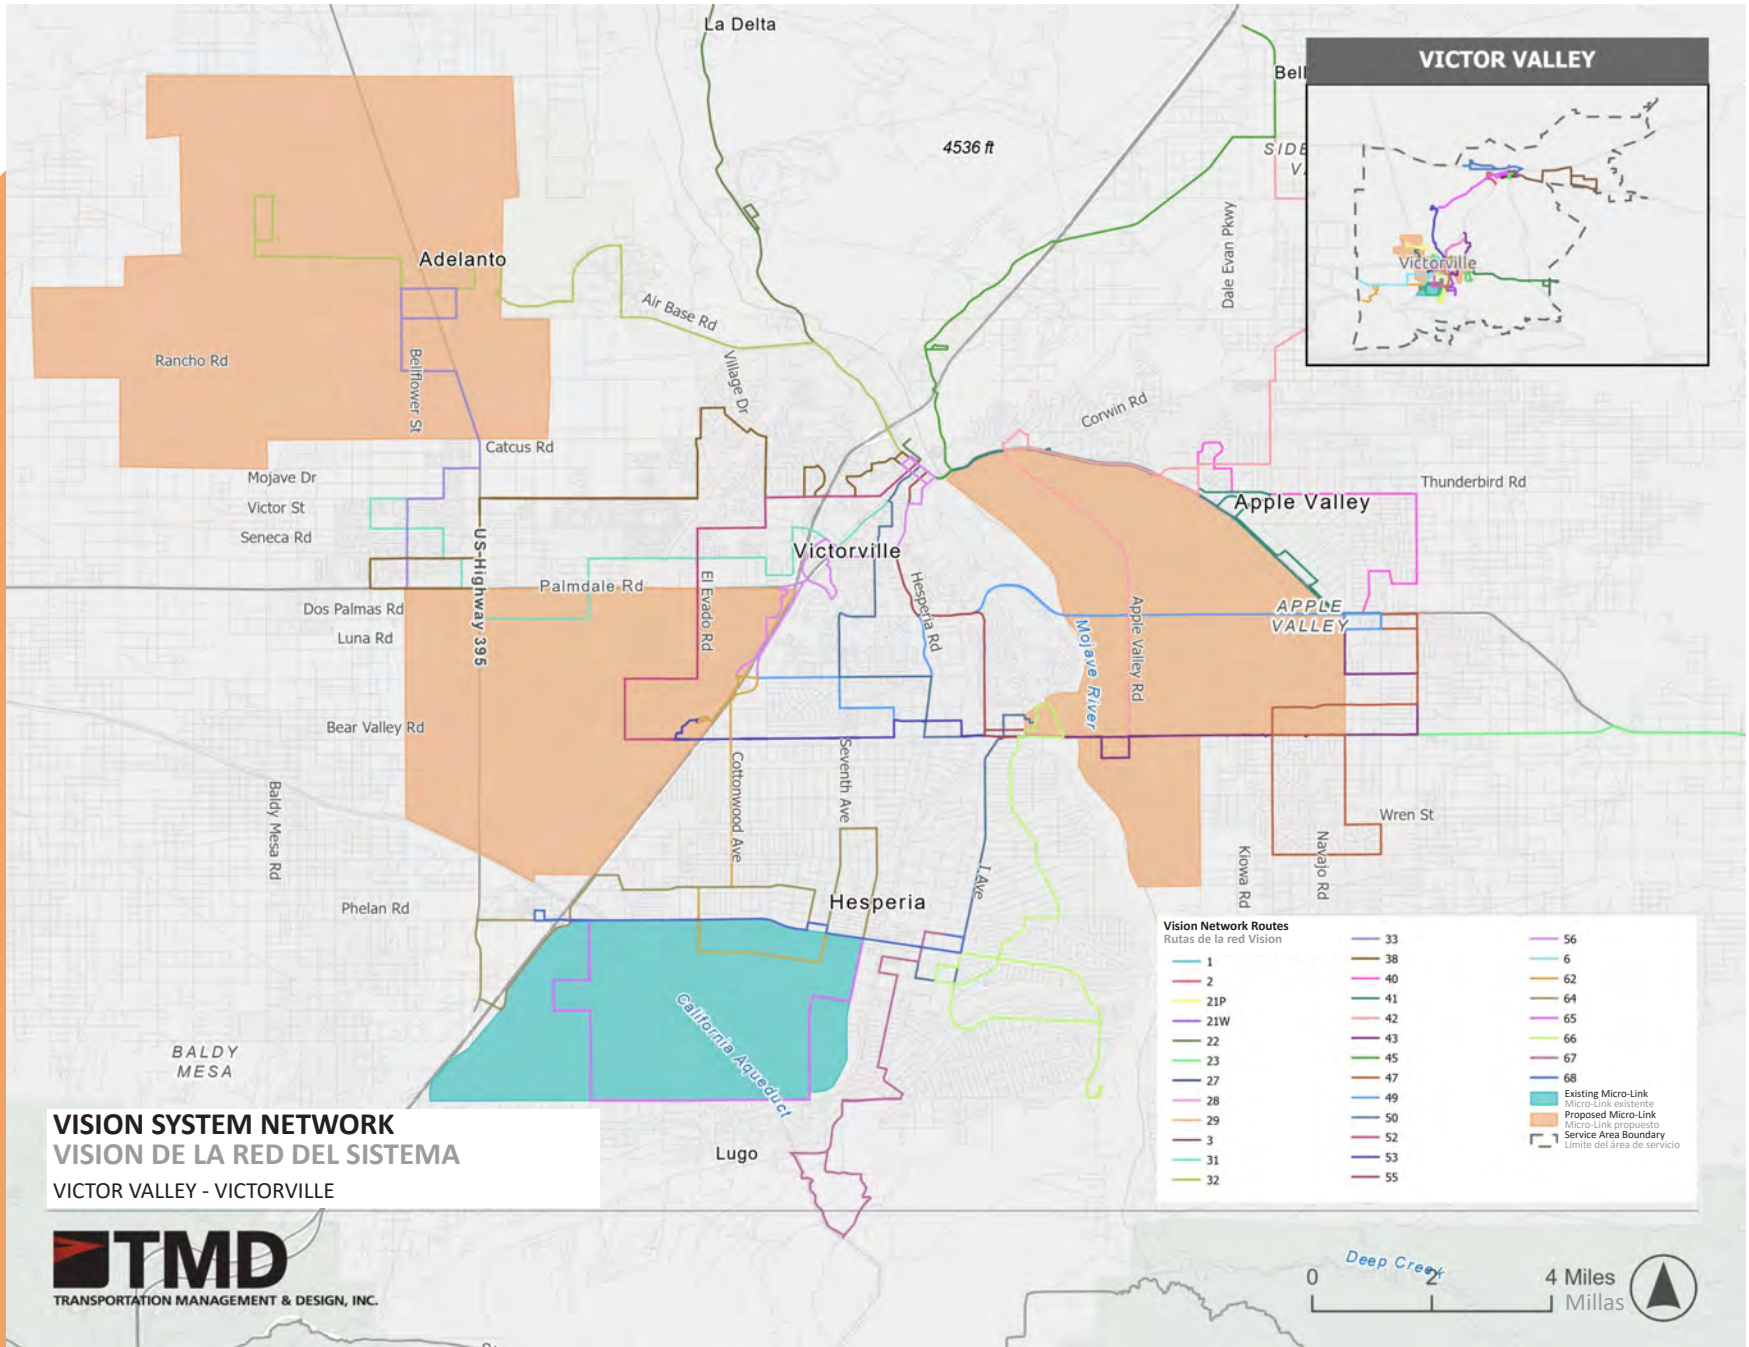 La Delta
4536 ft
Bell
SIDE
V
VICTOR VALLEY
Victorville
Dale Evan Pkwy
Adelanto
Air Base Rd
Rancho Rd
Bellflower St
Village Dr
Corwin Rd
Catcus Rd
Mojave Dr
Victor St
Seneca Rd
US-Highway 395
Thunderbird Rd
Apple Valley
Victorville
Palmdale Rd
El Evado Rd
Hesperia Rd
Dos Palmas Rd
Luna Rd
Mojave River
Apple Valley Rd
APPLE
VALLEY
Bear Valley Rd
Baldy Mesa Rd
Cottonwood Ave
Seventh Ave
I Ave
Wren St
Kiowa Rd
Navajo Rd
Phelan Rd
Hesperia
California Aqueduct
BALDY
MESA
Lugo
Vision Network Routes
Rutas de la red Vision
1
2
21P
21W
22
23
27
28
29
3
31
32
33
38
40
41
42
43
45
47
49
50
52
53
55
56
6
62
64
65
66
67
68
Existing Micro-Link
Micro-Link existente
Proposed Micro-Link
Micro-Link propuesto
Service Area Boundary
Límite del área de servicio
VISION SYSTEM NETWORK
VISION DE LA RED DEL SISTEMA
VICTOR VALLEY - VICTORVILLE
TMD
TRANSPORTATION MANAGEMENT & DESIGN, INC.
Deep Creek
0 2 4 Miles
Millas